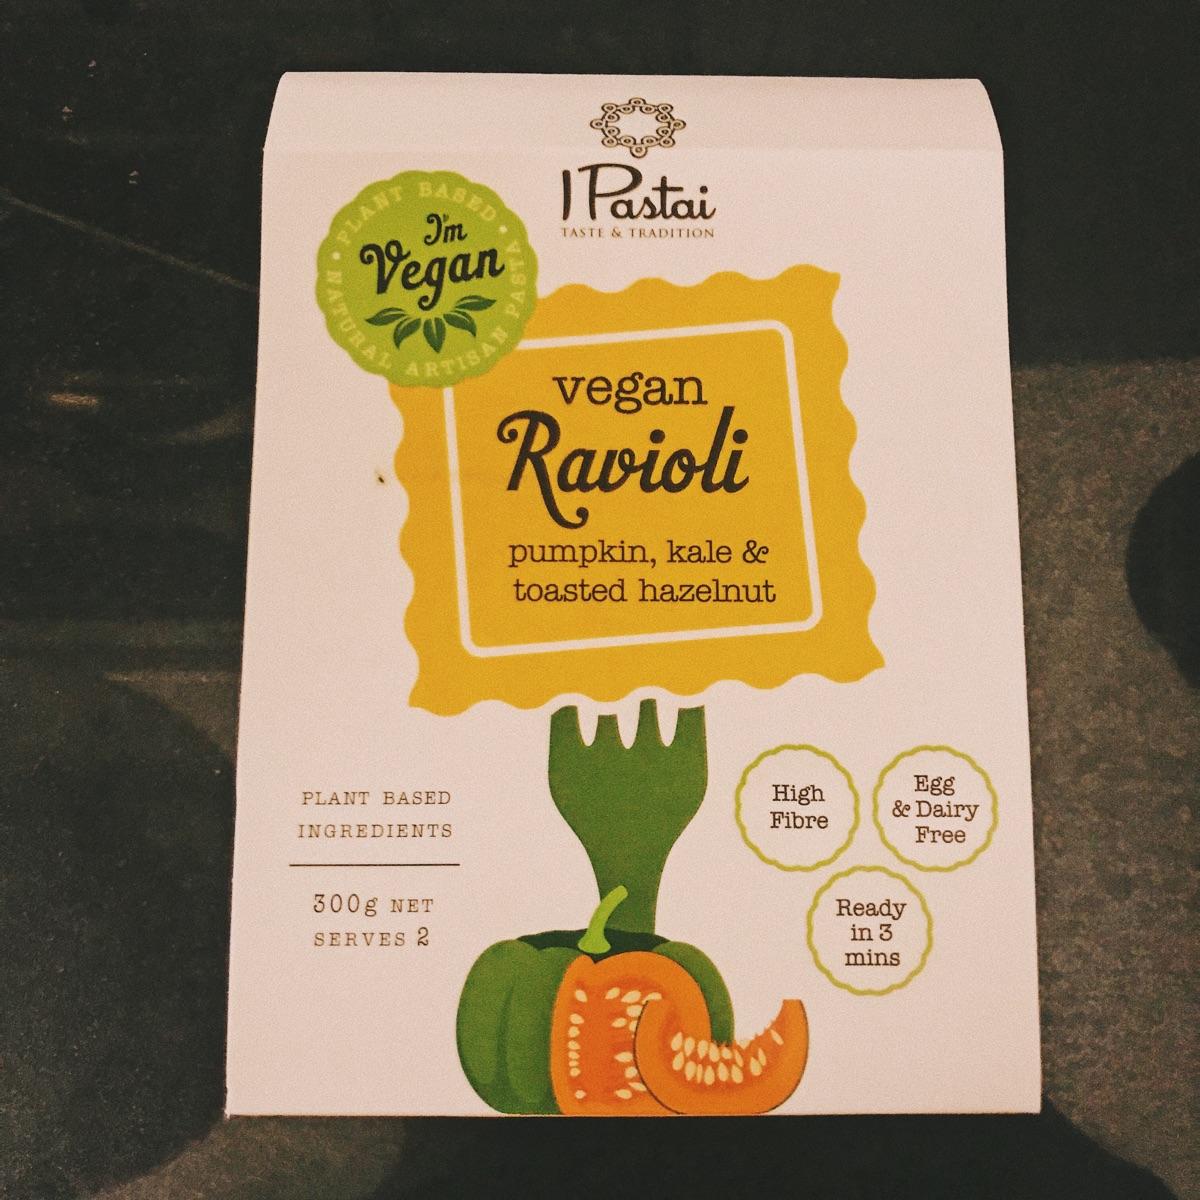 I Pastai
TASTE & TRADITION
PLANT BASED
I'm
Vegan
NATURAL ARTISAN PASTA
vegan
Ravioli
pumpkin, kale &
toasted hazelnut
PLANT BASED
INGREDIENTS
300g NET
SERVES 2
High
Fibre
Egg
& Dairy
Free
Ready
in 3
mins